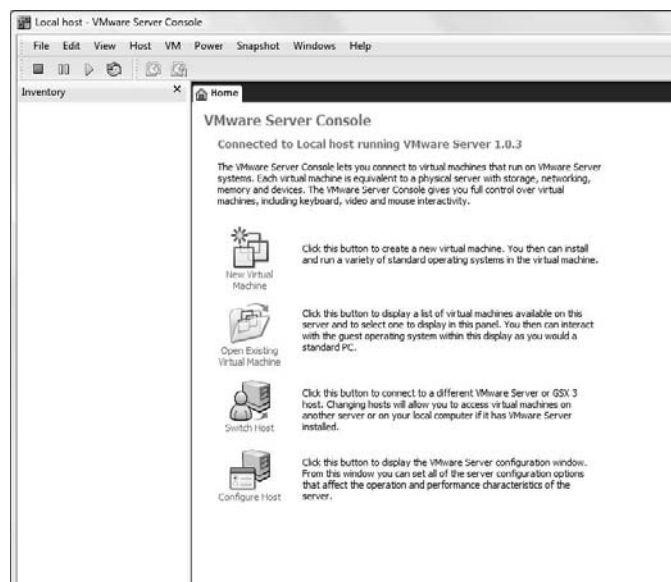 Local host - VMware Server Console
File Edit View Host VM Power Snapshot Windows Help
Inventory
Home
VMware Server Console
Connected to Local host running VMware Server 1.0.3
The VMware Server Console lets you connect to virtual machines that run on VMware Server
systems. Each virtual machine is equivalent to a physical server with storage, networking,
memory and devices. The VMware Server Console gives you full control over virtual
machines, including keyboard, video and mouse interactivity.
New Virtual
Machine
Click this button to create a new virtual machine. You then can install
and run a variety of standard operating systems in the virtual machine.
Open Existing
Virtual Machine
Click this button to display a list of virtual machines available on this
server and to select one to display in this panel. You then can interact
with the guest operating system within this display as you would a
standard PC.
Switch Host
Click this button to connect to a different VMware Server or GSX 3
host. Changing hosts will allow you to access virtual machines on
another server or on your local computer if it has VMware Server
installed.
Configure Host
Click this button to display the VMware Server configuration window.
From this window you can set all of the server configuration options
that affect the operation and performance characteristics of the
server.